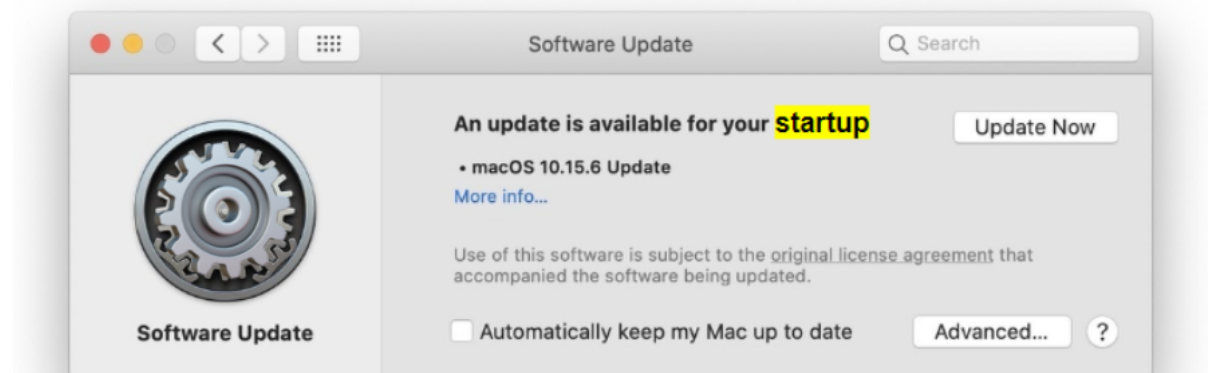 Software Update
Search
An update is available for your startup
Update Now
• macOS 10.15.6 Update
More info...
Use of this software is subject to the original license agreement that
accompanied the software being updated.
Software Update
Automatically keep my Mac up to date
Advanced...
?